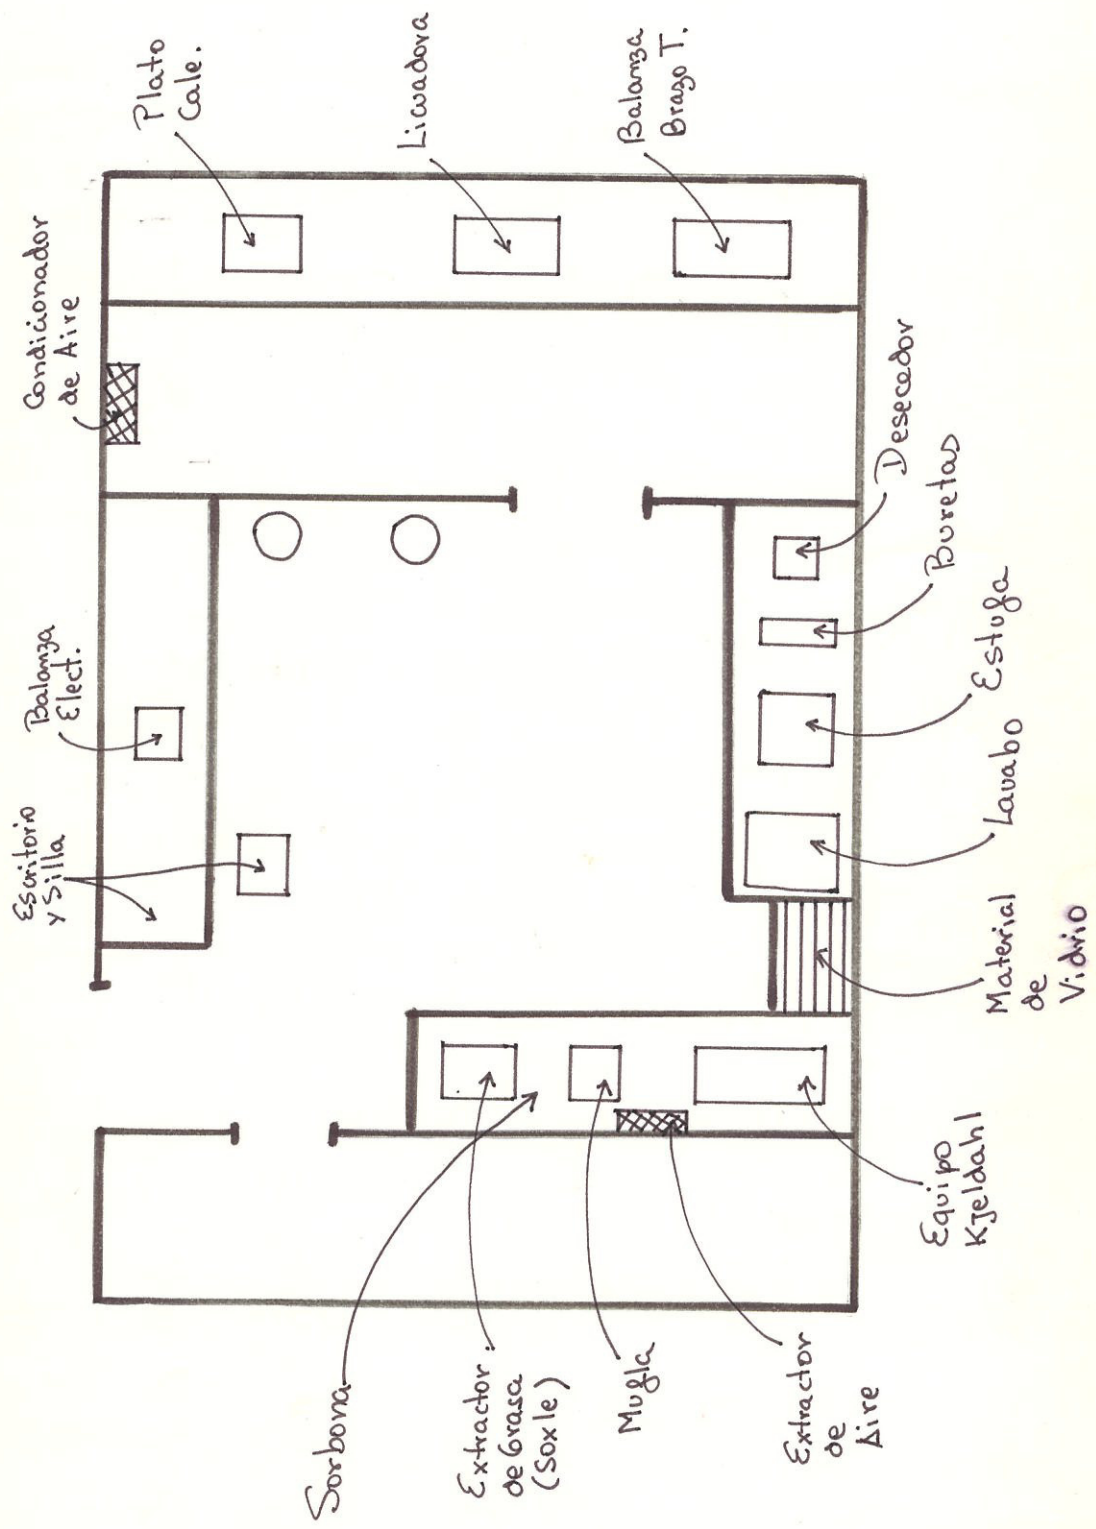 Escritorio
y Silla
Balanza
Elect.
Condicionador
de Aire
Plato
Cale.
Licuadora
Balanza
Brazo T.
Sorbona
Extractor
de Grasa
(Soxle)
Mufla
Extractor
de
Aire
Equipo
Kjeldahl
Material
de
Vidrio
Lavabo
Estufa
Buretas
Desecador